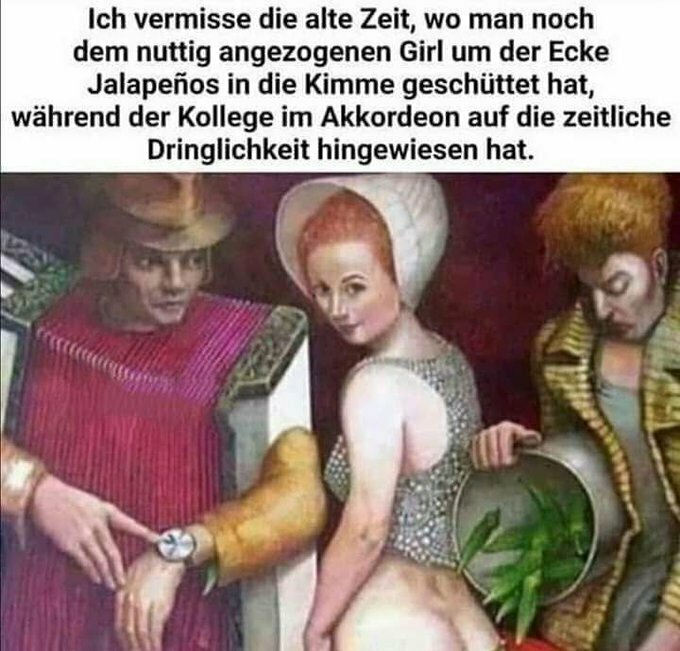 Ich vermisse die alte Zeit, wo man noch
dem nuttig angezogenen Girl um der Ecke
Jalapeños in die Kimme geschüttet hat,
während der Kollege im Akkordeon auf die zeitliche
Dringlichkeit hingewiesen hat.